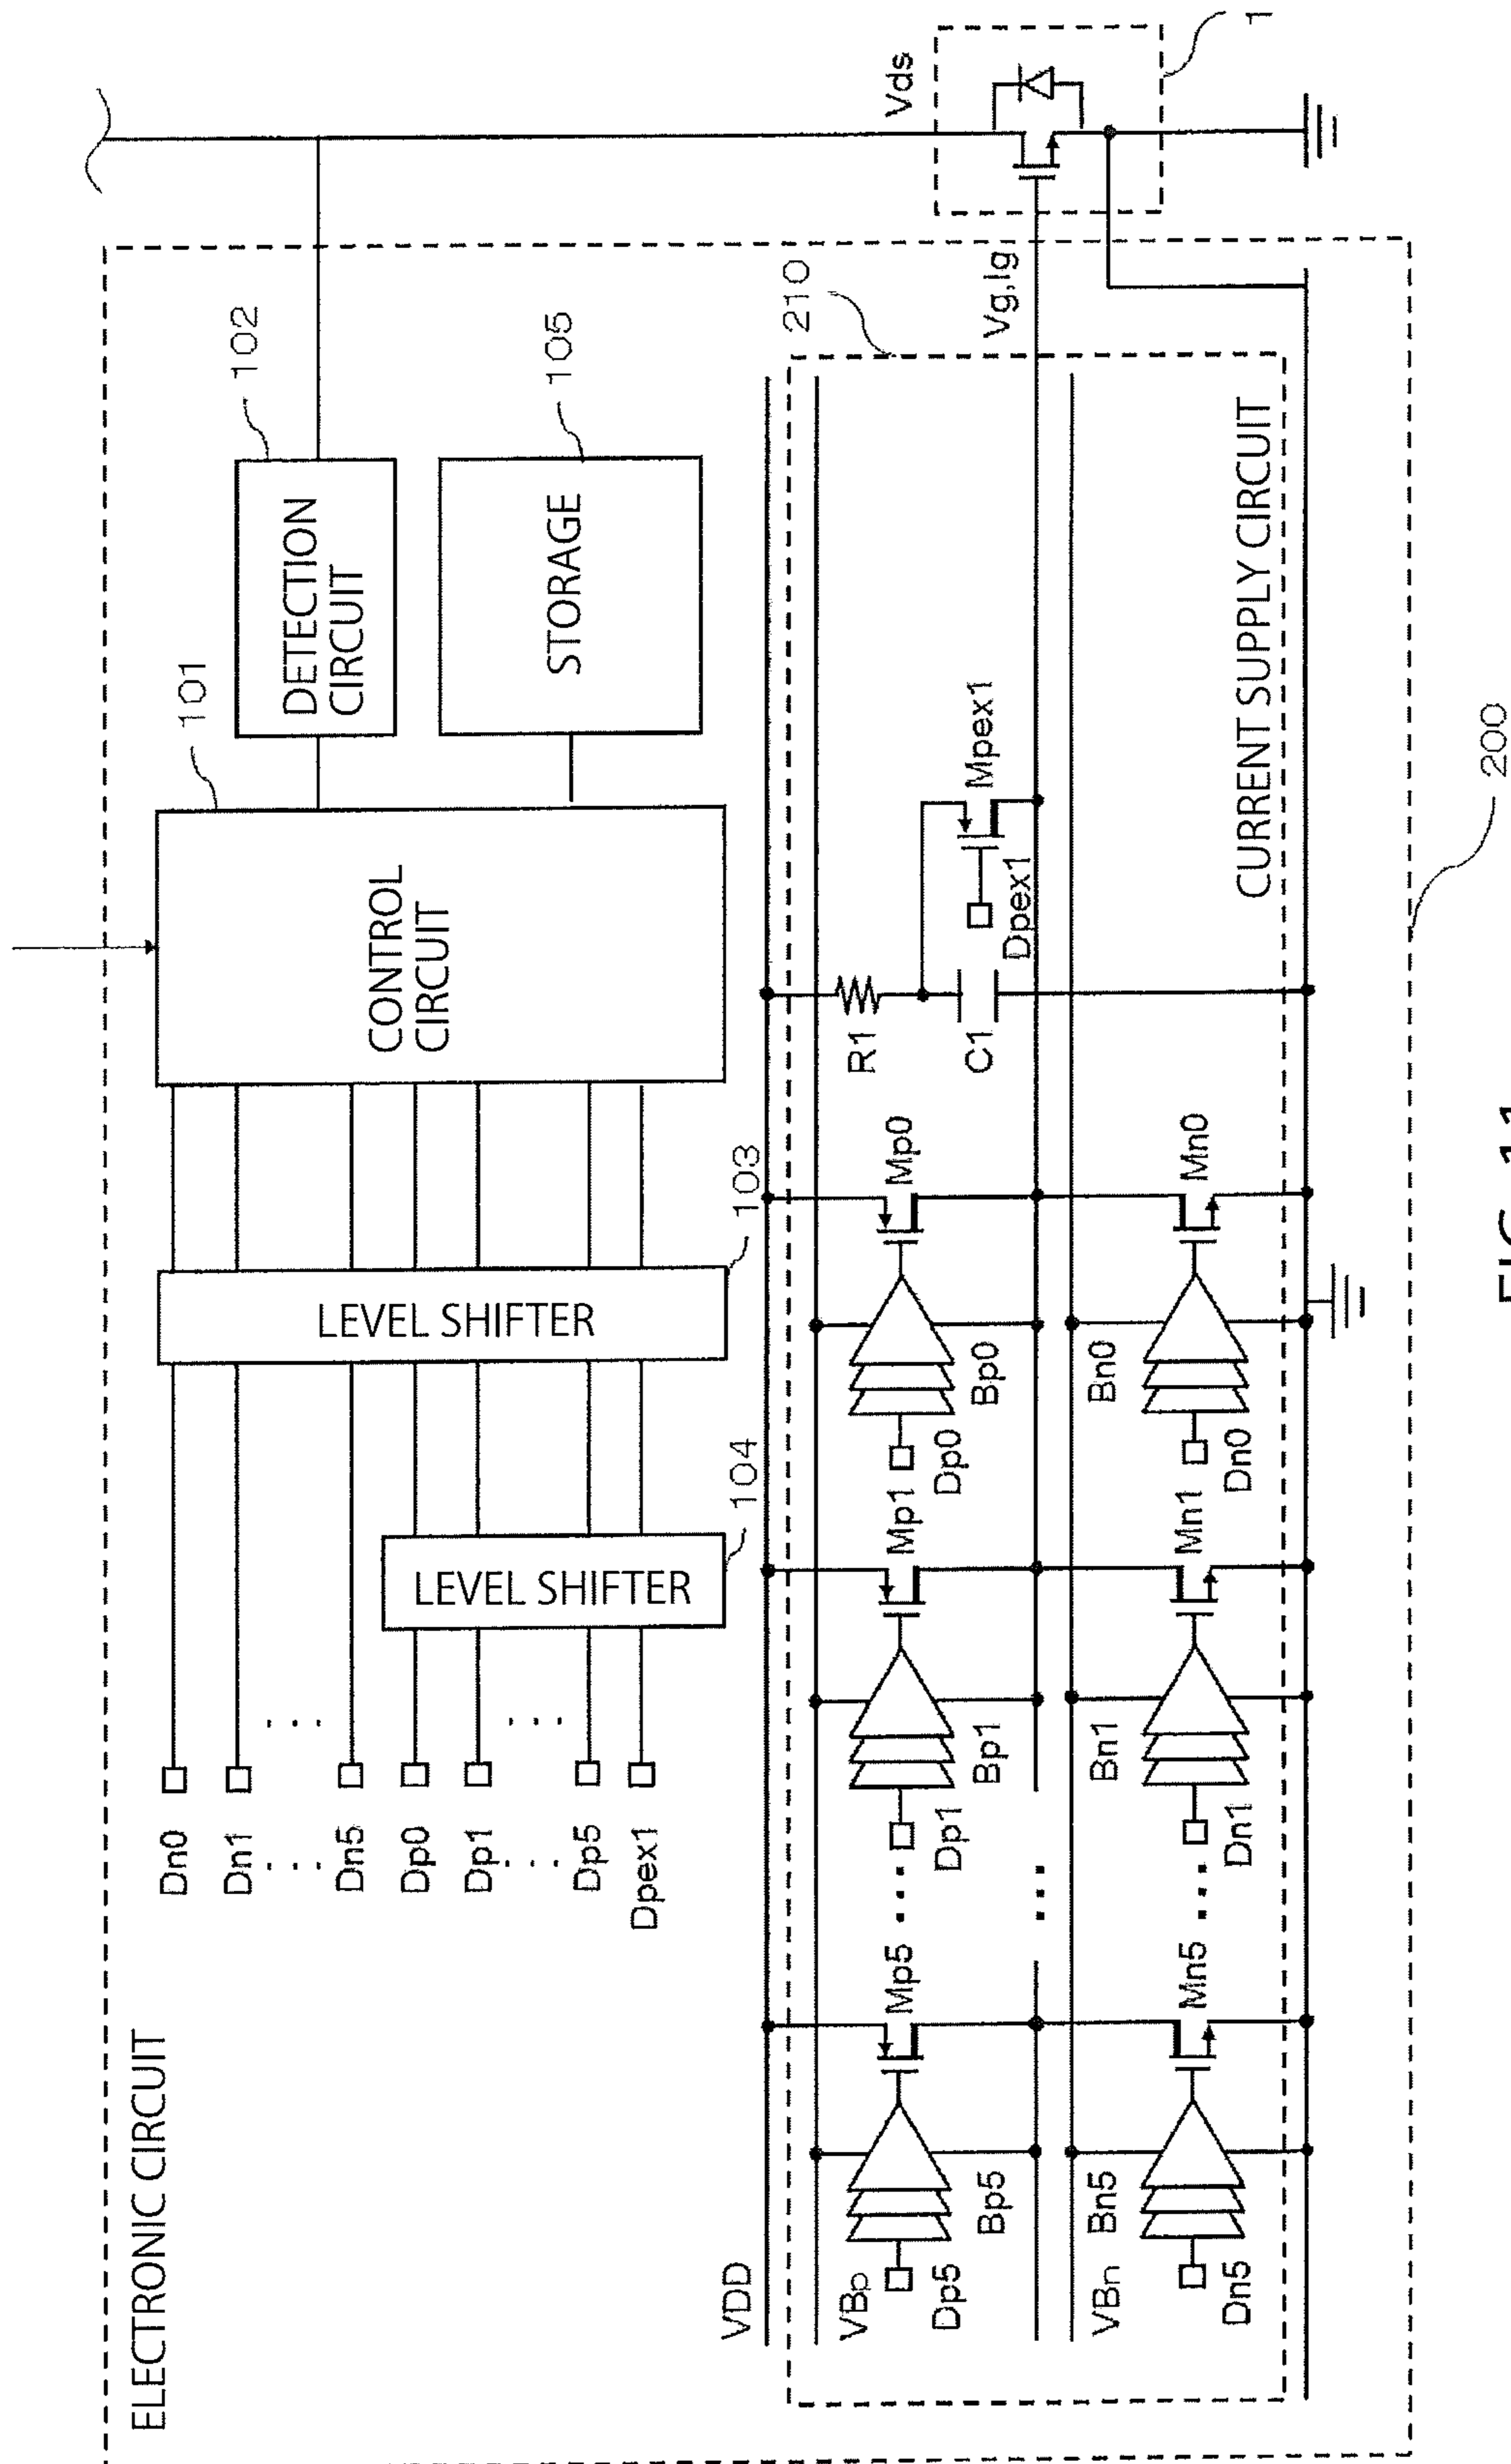 ELECTRONIC CIRCUIT
Dn0
Dn1
Dn5
Dp0
Dp1
Dp5
Dpex1
LEVEL SHIFTER
104
LEVEL SHIFTER
103
CONTROL
CIRCUIT
101
DETECTION
CIRCUIT
102
STORAGE
105
VDD
VBp
Dp5
Bp5
Mp5
Dp1
Bp1
Mp1
Dp0
Bp0
Mp0
R1
C1
Dpex1
Mpex1
210
Vg,Ig
Vds
1
VBn
Dn5
Bn5
Mn5
Dn1
Bn1
Mn1
Dn0
Bn0
Mn0
CURRENT SUPPLY CIRCUIT
200